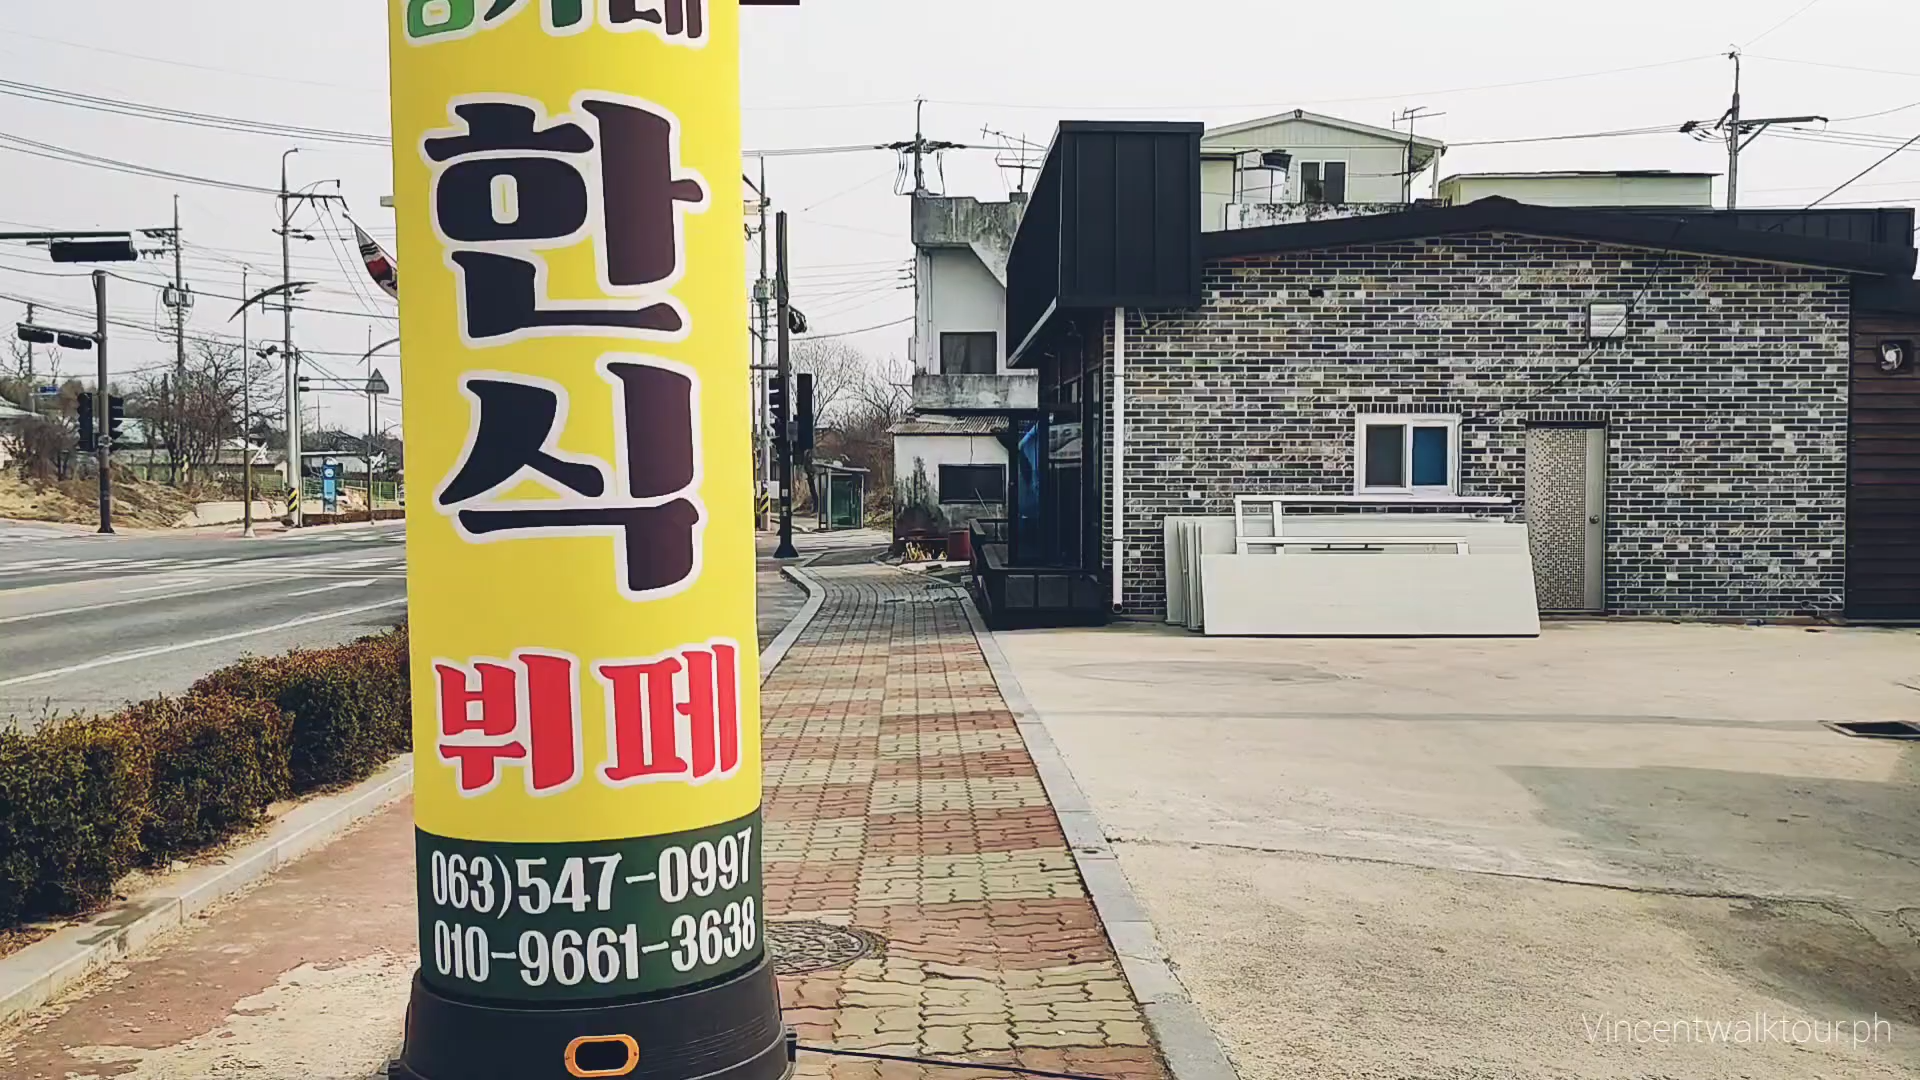 한
식
뷔페
063)547-0997
010-9661-3638
Vincentwalktour.ph